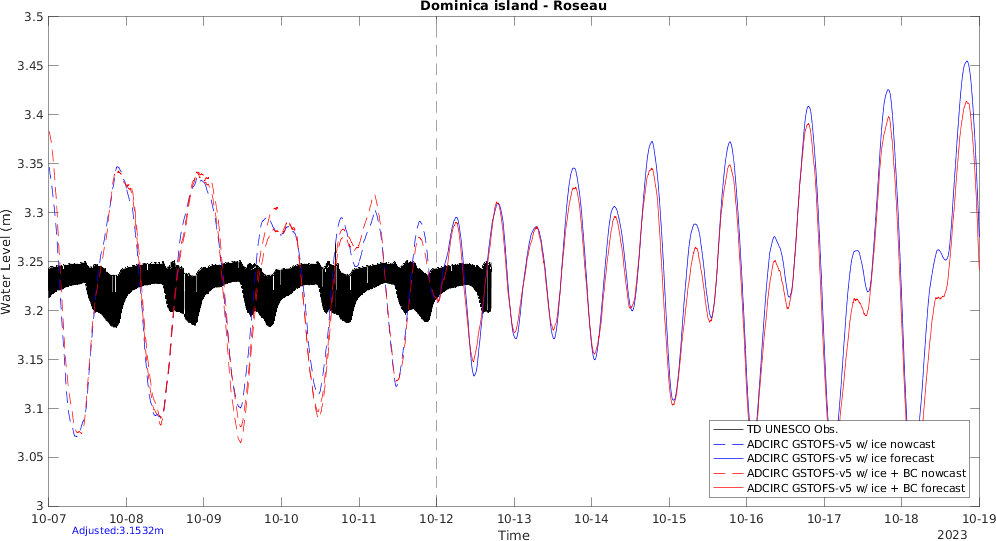 Dominica island - Roseau
3.5
3.45
3.4
3.35
3.3
3.25
3.2
3.15
3.1
3.05
3
Water Level (m)
TD UNESCO Obs.
ADCIRC GSTOFS-v5 w/ ice nowcast
ADCIRC GSTOFS-v5 w/ ice forecast
ADCIRC GSTOFS-v5 w/ ice + BC nowcast
ADCIRC GSTOFS-v5 w/ ice + BC forecast
10-07 10-08 10-09 10-10 10-11 10-12 10-13 10-14 10-15 10-16 10-17 10-18 10-19
Adjusted:3.1532m
Time
2023